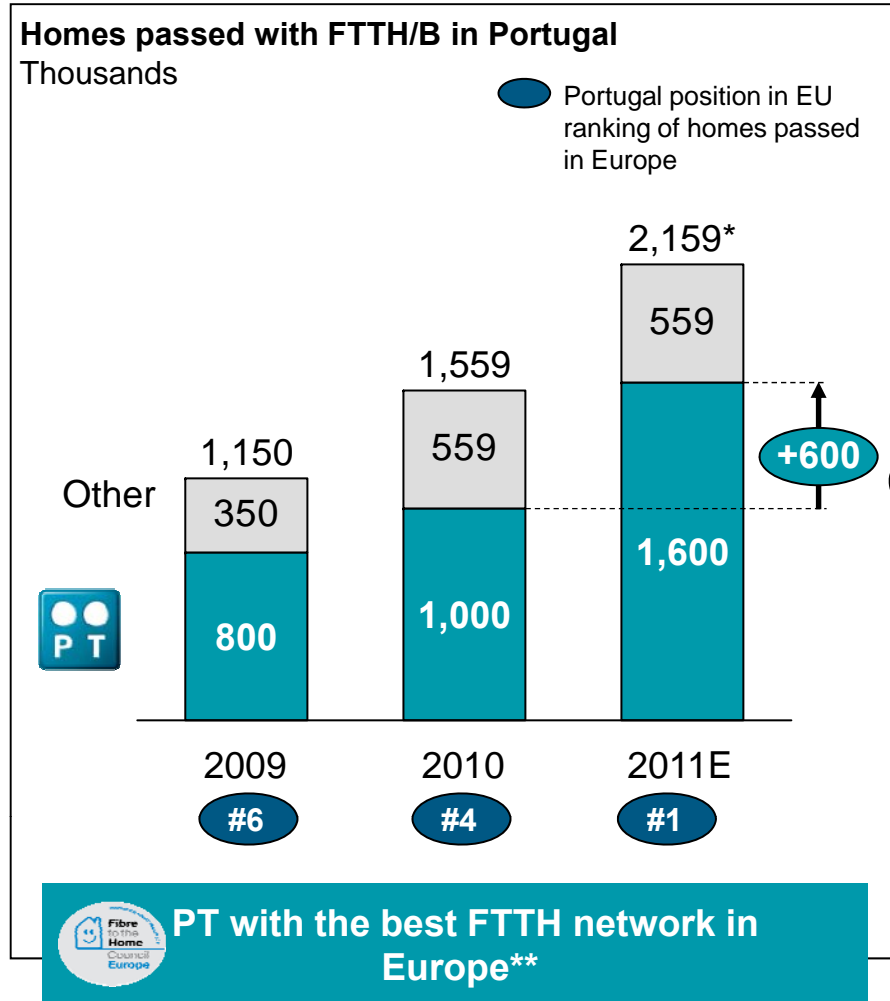 Homes passed with FTTH/B in Portugal
Thousands
Portugal position in EU
ranking of homes passed
in Europe
2,159*
559
1,559
+600
1,150
559
Other
350
1,600
1,000
800
P T
2009
2010
2011E
#6
#4
#1
Fibre
to the
Home
Council
Europe
PT with the best FTTH network in
Europe**